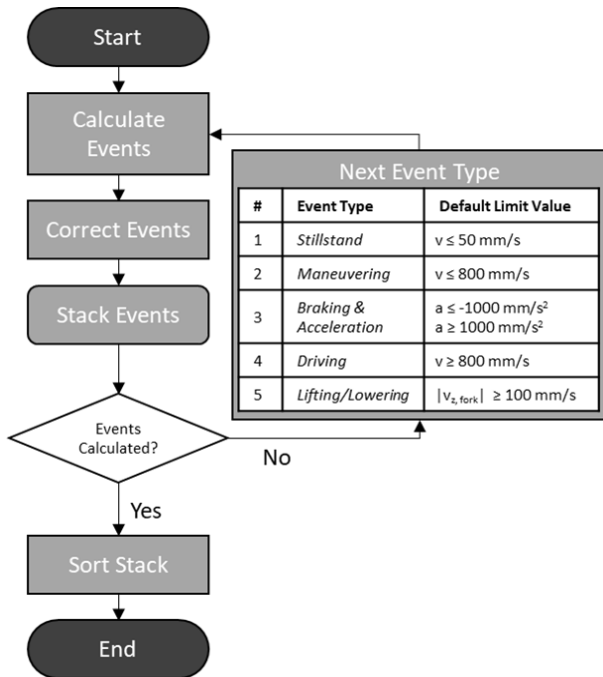 Start
Calculate
Events
Correct Events
Stack Events
Events
Calculated?
No
Yes
Sort Stack
End
Next Event Type
# Event Type Default Limit Value
1 Stillstand v ≤ 50 mm/s
2 Maneuvering v ≤ 800 mm/s
3 Braking & Acceleration a ≤ -1000 mm/s²
a ≥ 1000 mm/s²
4 Driving v ≥ 800 mm/s
5 Lifting/Lowering |vz, fork| ≥ 100 mm/s